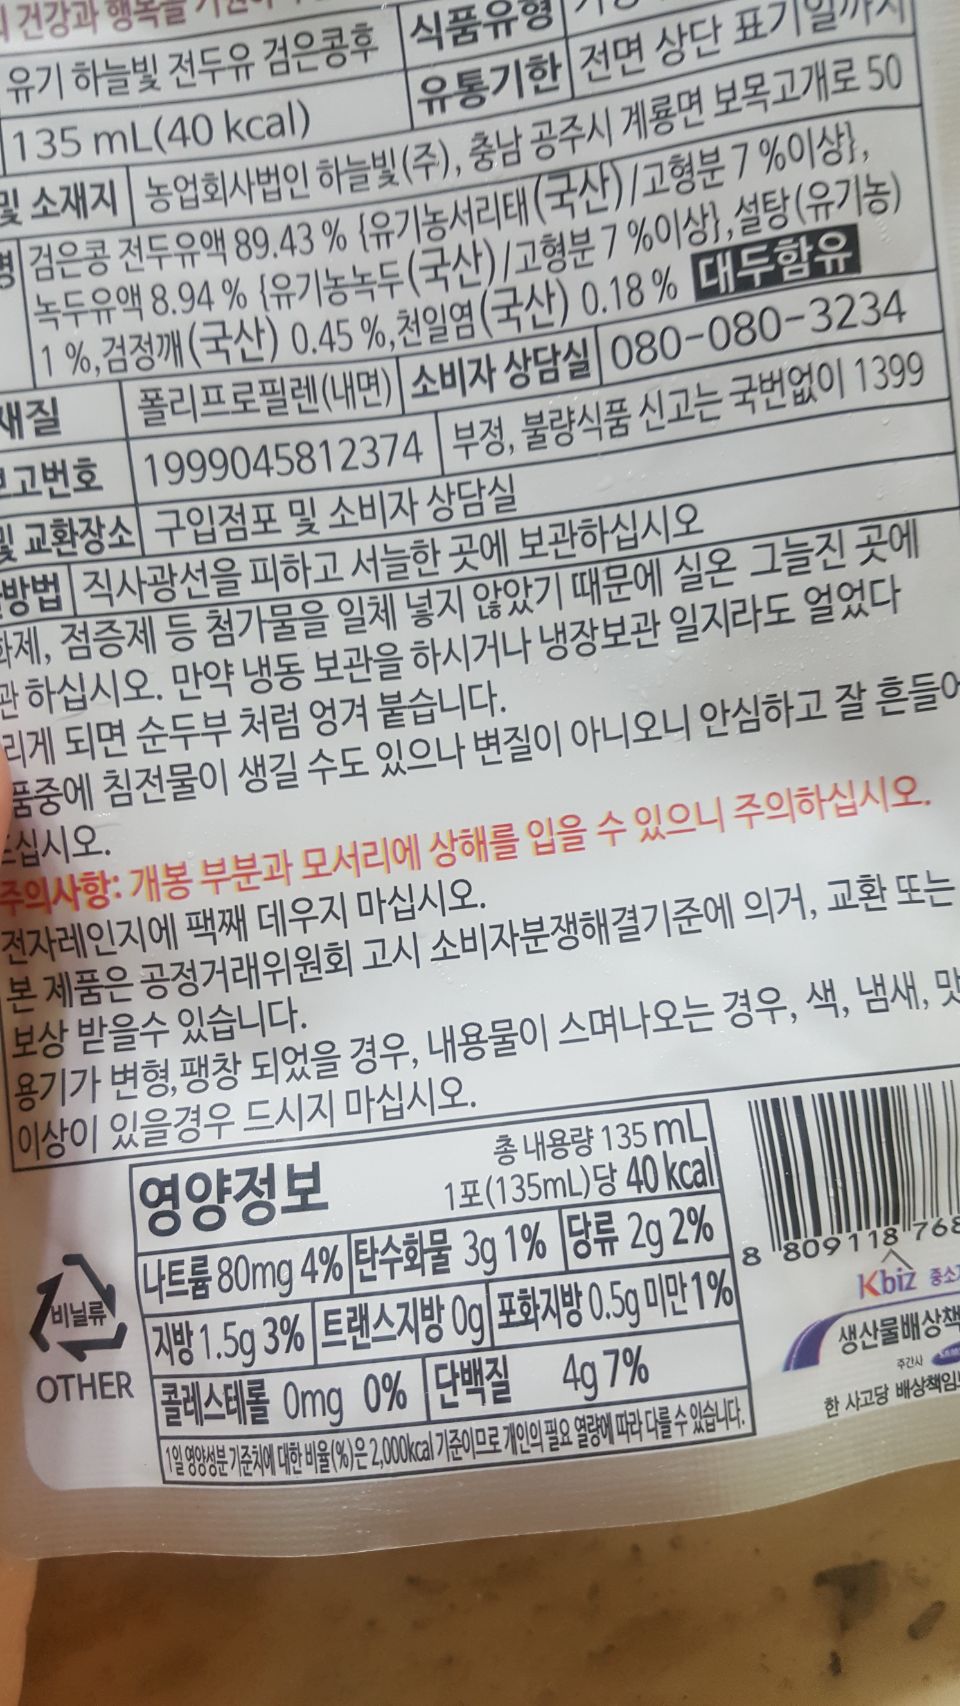 건강과 행복을
유기 하늘빛 전두유 검은콩후
식품유형
135 mL(40 kcal)
유통기한 전면 상단 표기일까지
및 소재지 농업회사법인 하늘빛(주), 충남 공주시 계룡면 보목고개로 50
명 검은콩 전두유액 89.43 % {유기농서리태(국산)/고형분 7 %이상},
녹두유액 8.94 % {유기농녹두(국산)/고형분 7 %이상},설탕(유기농)
1 %,검정깨(국산) 0.45 %,천일염(국산) 0.18 % 대두함유
재질 폴리프로필렌(내면) 소비자 상담실 080-080-3234
보고번호 1999045812374 부정, 불량식품 신고는 국번없이 1399
및 교환장소 구입점포 및 소비자 상담실
방법 직사광선을 피하고 서늘한 곳에 보관하십시오
화제, 점증제 등 첨가물을 일체 넣지 않았기 때문에 실온 그늘진 곳에
관 하십시오. 만약 냉동 보관을 하시거나 냉장보관 일지라도 얼었다
리게 되면 순두부 처럼 엉겨 붙습니다.
품중에 침전물이 생길 수도 있으나 변질이 아니오니 안심하고 잘 흔들어
드십시오.
주의사항: 개봉 부분과 모서리에 상해를 입을 수 있으니 주의하십시오.
전자레인지에 팩째 데우지 마십시오.
본 제품은 공정거래위원회 고시 소비자분쟁해결기준에 의거, 교환 또는
보상 받을수 있습니다.
용기가 변형,팽창 되었을 경우, 내용물이 스며나오는 경우, 색, 냄새, 맛
이상이 있을경우 드시지 마십시오.
영양정보
총 내용량 135 mL
1포(135mL)당 40 kcal
나트륨 80mg 4% 탄수화물 3g 1% 당류 2g 2%
지방 1.5g 3% 트랜스지방 0g 포화지방 0.5g 미만 1%
콜레스테롤 0mg 0% 단백질 4g 7%
1일 영양성분 기준치에 대한 비율(%)은 2,000kcal 기준이므로 개인의 필요 열량에 따라 다를 수 있습니다.
비닐류
OTHER
8 809118 768
Kbiz 중소
생산물배상책
주간사
한 사고당 배상책임